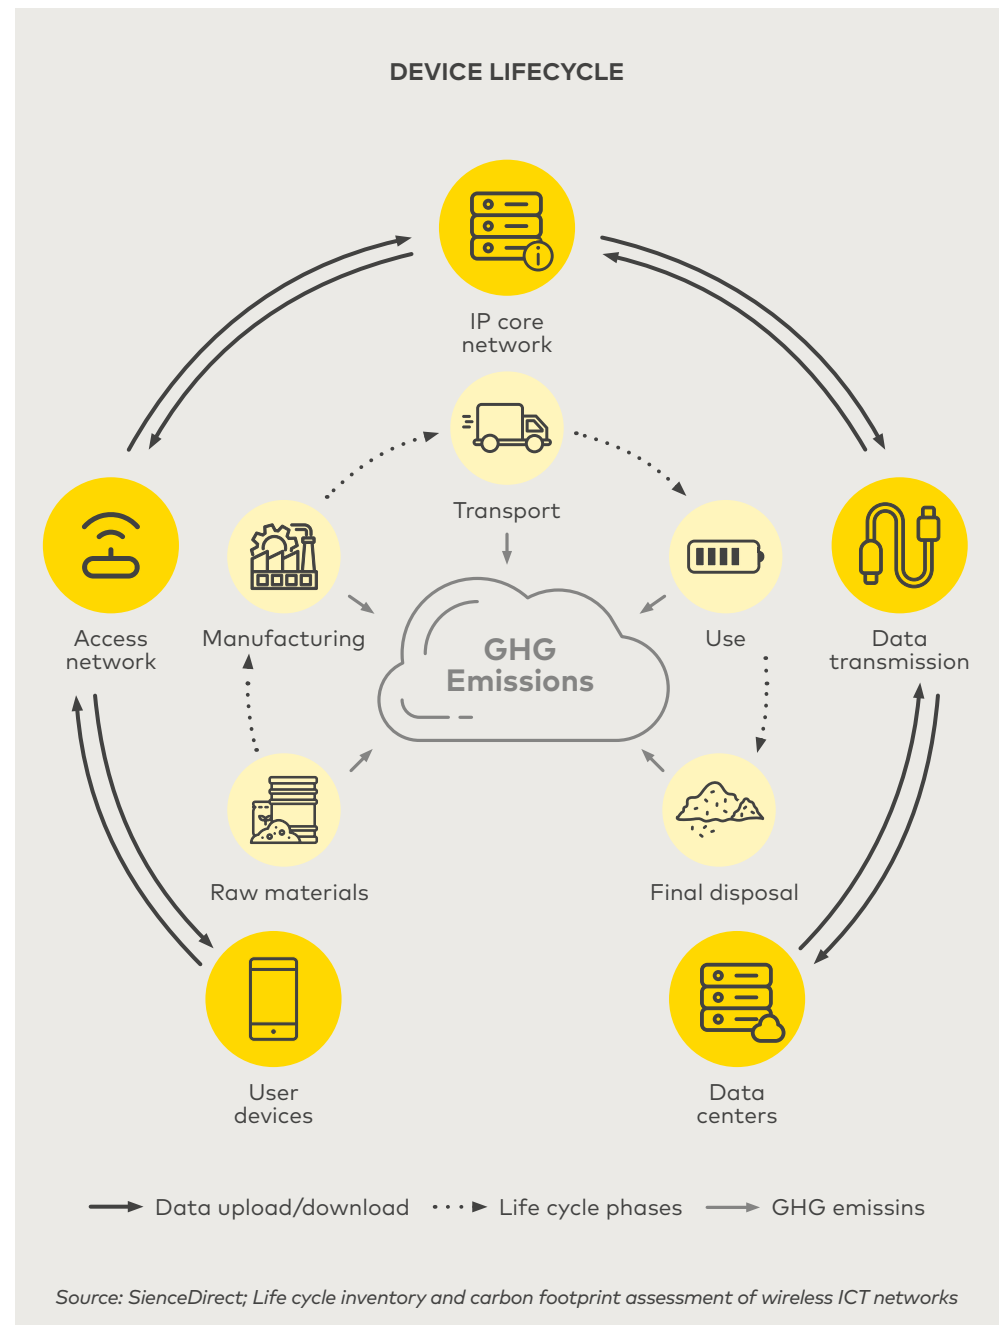 DEVICE LIFECYCLE
IP core
network
Transport
Access
network
Manufacturing
GHG
Emissions
Use
Data
transmission
Raw materials
Final disposal
User
devices
Data
centers
Data upload/download
Life cycle phases
GHG emissins
Source: SienceDirect; Life cycle inventory and carbon footprint assessment of wireless ICT networks